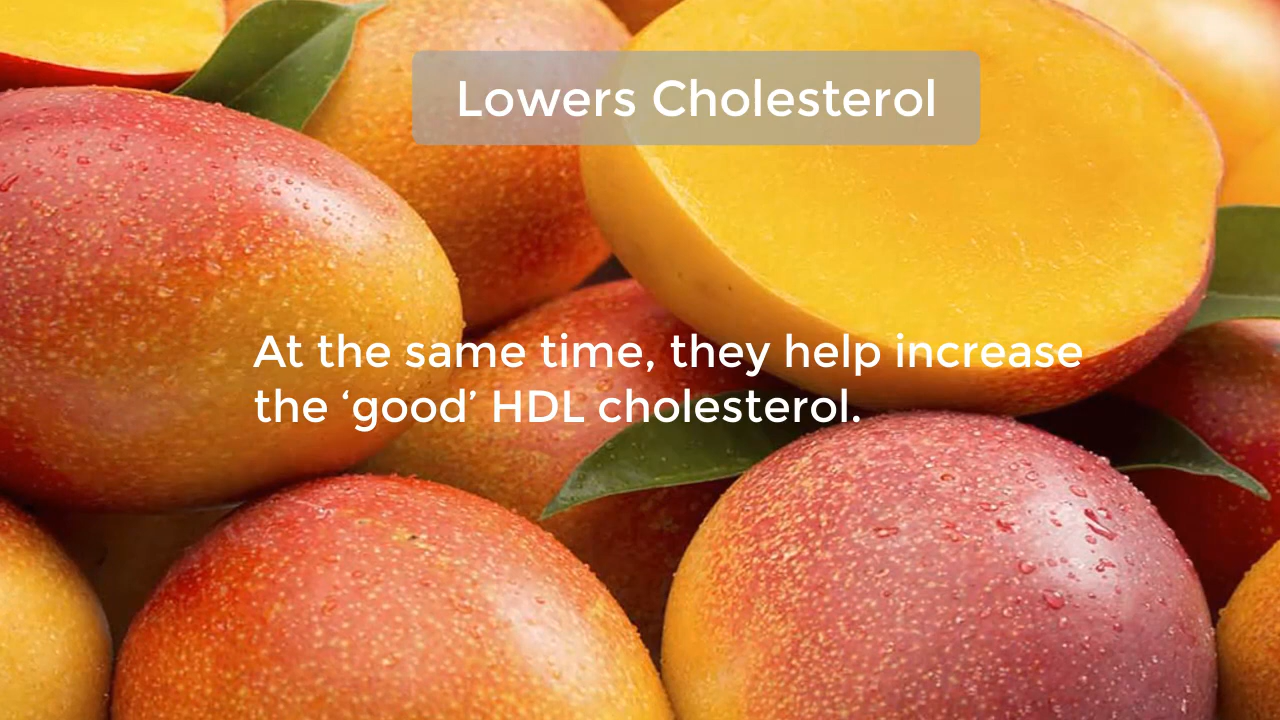 Lowers Cholesterol
At the same time, they help increase
the ‘good’ HDL cholesterol.